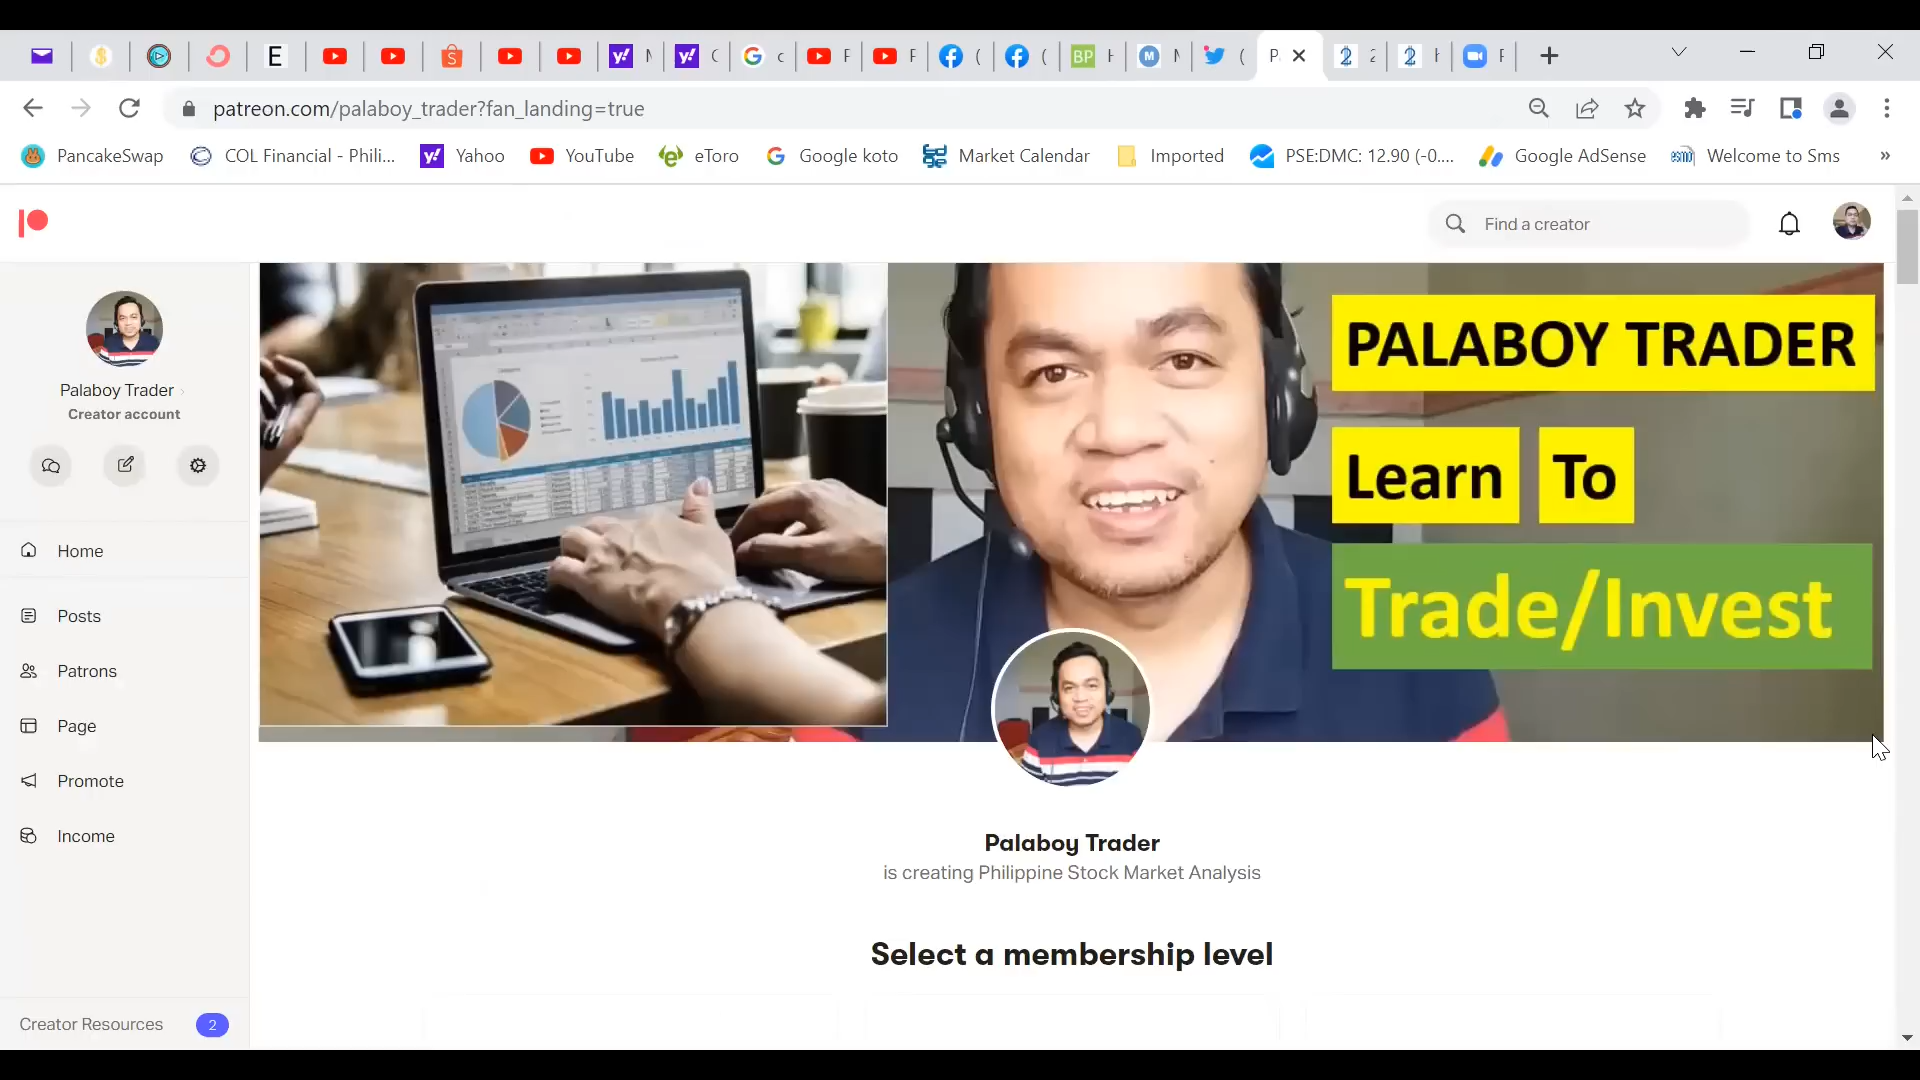 E
patreon.com/palaboy_trader?fan_landing=true
PancakeSwap
COL Financial - Phili...
Yahoo
YouTube
eToro
Google koto
Market Calendar
Imported
PSE:DMC: 12.90 (-0....
Google AdSense
Welcome to Sms
Find a creator
Palaboy Trader
Creator account
Home
Posts
Patrons
Page
Promote
Income
Creator Resources
2
PALABOY TRADER
Learn To
Trade/Invest
Palaboy Trader
is creating Philippine Stock Market Analysis
Select a membership level